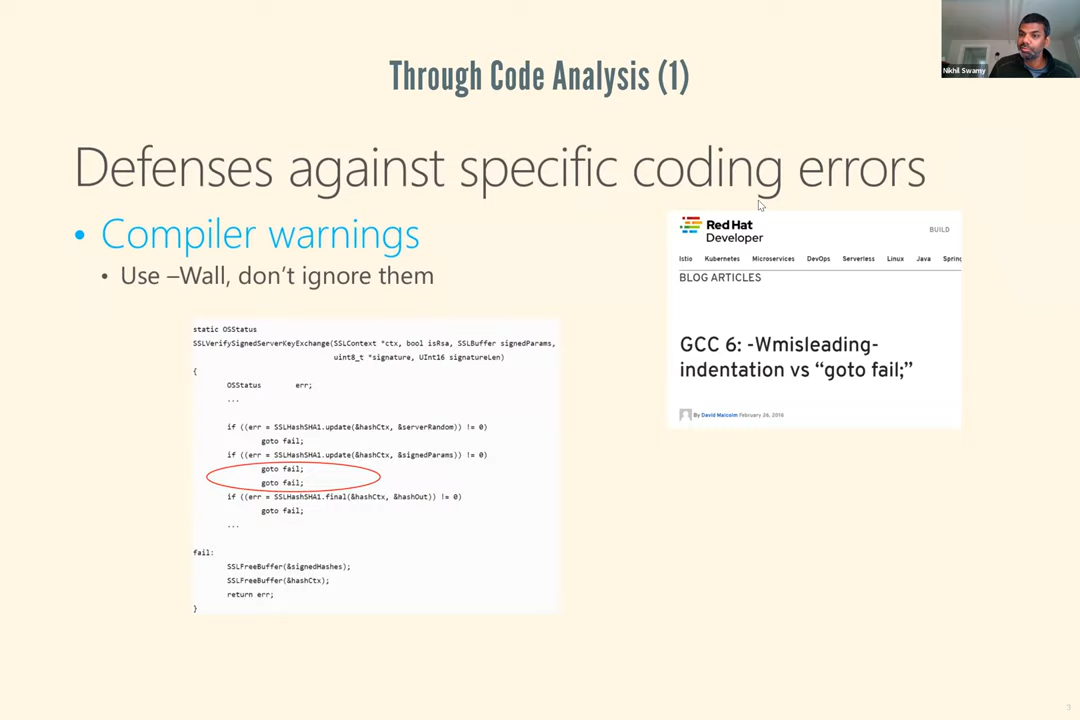 Nikhil Swamy
Through Code Analysis (1)
Defenses against specific coding errors
• Compiler warnings
• Use –Wall, don't ignore them
static OSStatus
SSLVerifySignedServerKeyExchange(SSLContext *ctx, bool isRsa, SSLBuffer signedParams,
uint8_t *signature, UInt16 signatureLen)
{
OSStatus err;
...
if ((err = SSLHashSHA1.update(&hashCtx, &serverRandom)) != 0)
goto fail;
if ((err = SSLHashSHA1.update(&hashCtx, &signedParams)) != 0)
goto fail;
goto fail;
if ((err = SSLHashSHA1.final(&hashCtx, &hashOut)) != 0)
goto fail;
...
fail:
SSLFreeBuffer(&signedHashes);
SSLFreeBuffer(&hashCtx);
return err;
}
Red Hat
Developer
BUILD
Istio Kubernetes Microservices DevOps Serverless Linux Java Spring
BLOG ARTICLES
GCC 6: -Wmisleading-
indentation vs “goto fail;”
By David Malcolm February 26, 2016
3